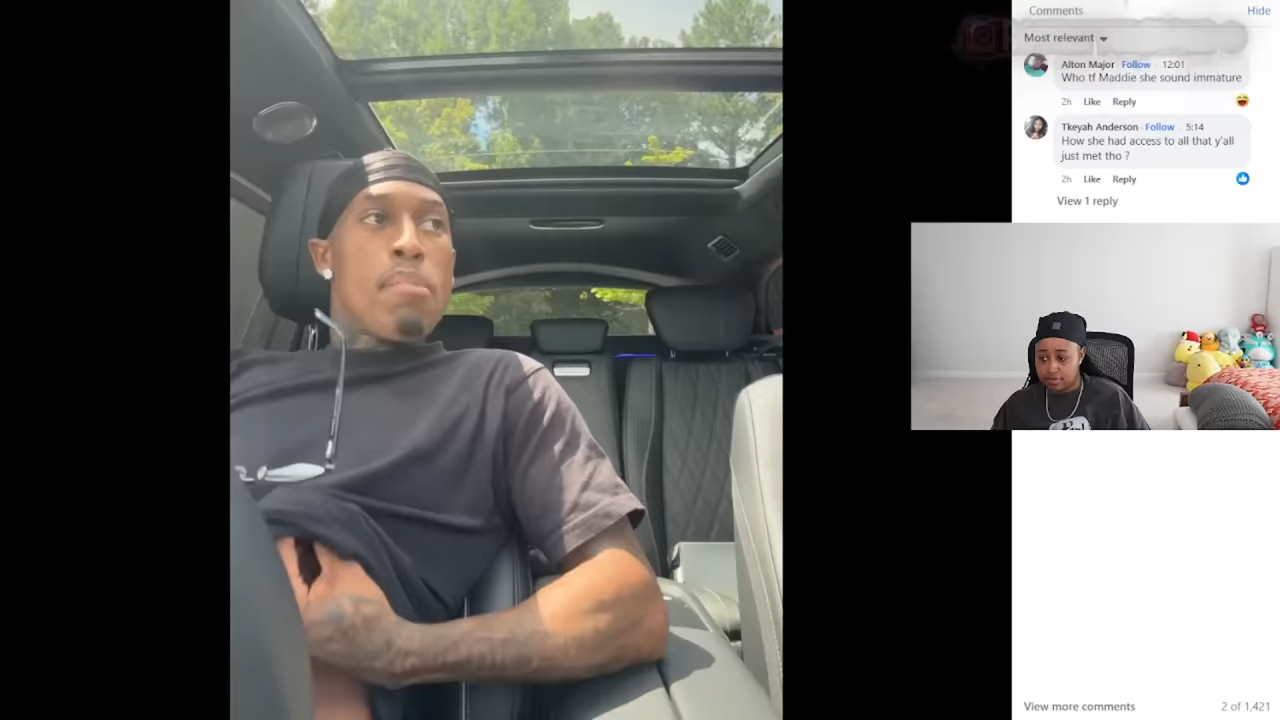 Comments
Hide
Most relevant
Alton Major · Follow · 12:01
Who tf Maddie she sound immature
2h Like Reply
Tkeyah Anderson · Follow · 5:14
How she had access to all that y'all
just met tho ?
2h Like Reply
View 1 reply
View more comments
2 of 1,421